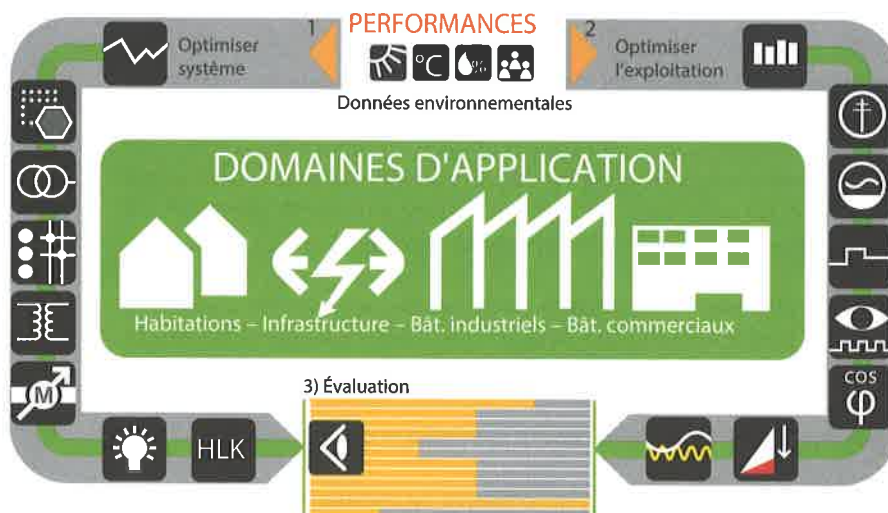 PERFORMANCES
1
Optimiser
système
°C
%
2
Optimiser
l'exploitation
Données environnementales
DOMAINES D'APPLICATION
Habitations – Infrastructure – Bât. industriels – Bât. commerciaux
M
cos
φ
3) Évaluation
HLK